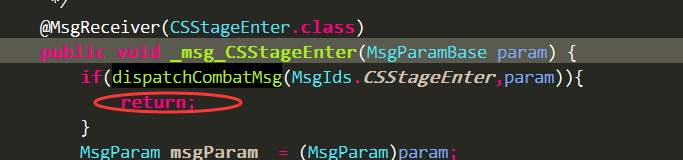 */
@MsgReceiver(CSStageEnter.class)
public void _msg_CSStageEnter(MsgParamBase param) {
if(dispatchCombatMsg(MsgIds.CSStageEnter,param)){
return;
}
MsgParam msgParam = (MsgParam)param;